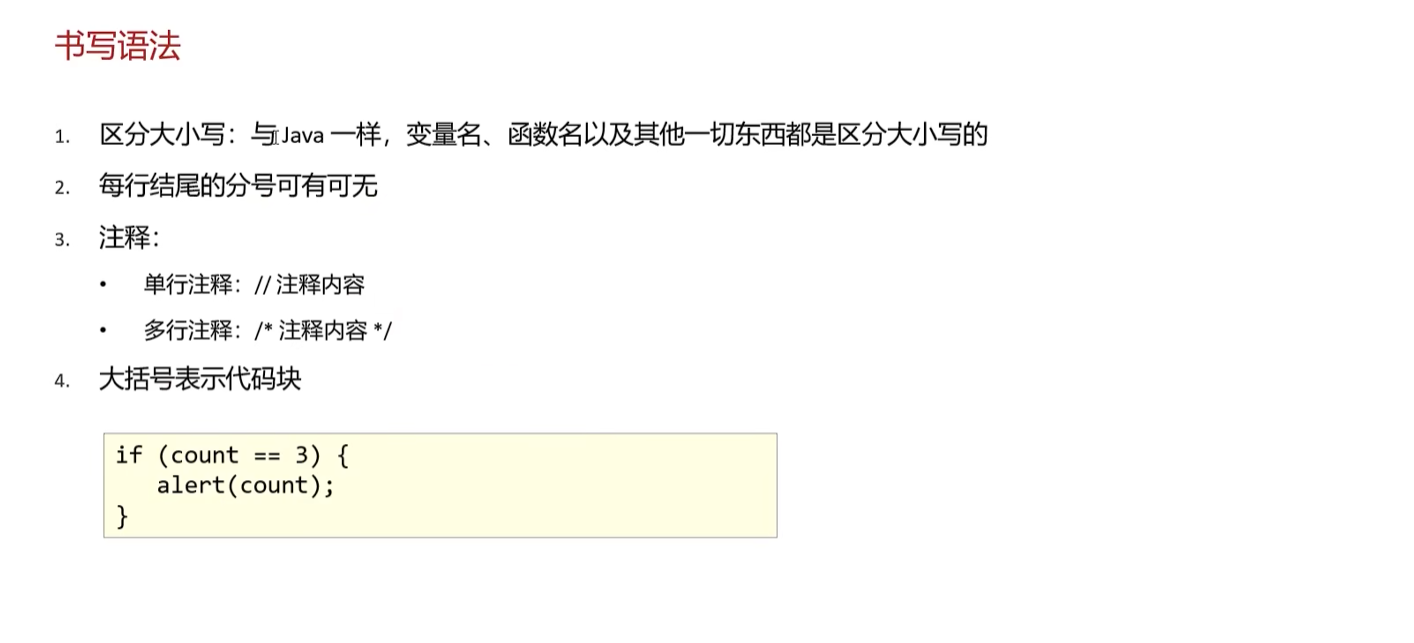 书写语法
1. 区分大小写：与 Java 一样，变量名、函数名以及其他一切东西都是区分大小写的
2. 每行结尾的分号可有可无
3. 注释：
• 单行注释：// 注释内容
• 多行注释：/* 注释内容 */
4. 大括号表示代码块
if (count == 3) {
   alert(count);
}